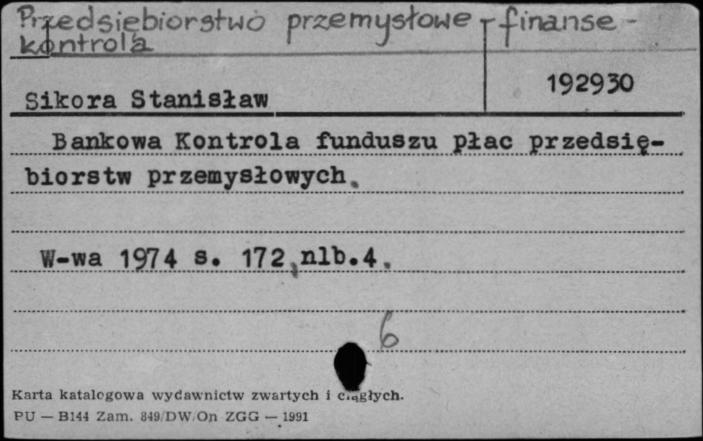 Przedsiębiorstwo przemysłowe - finanse -
kontrola
192930
Sikora Stanisław
Bankowa Kontrola funduszu płac przedsię-
biorstw przemysłowych.
W-wa 1974 s. 172,nlb.4.
6
Karta katalogowa wydawnictw zwartych i ciągłych.
PU — B144 Zam. 849/DW/Op ZGG — 1991